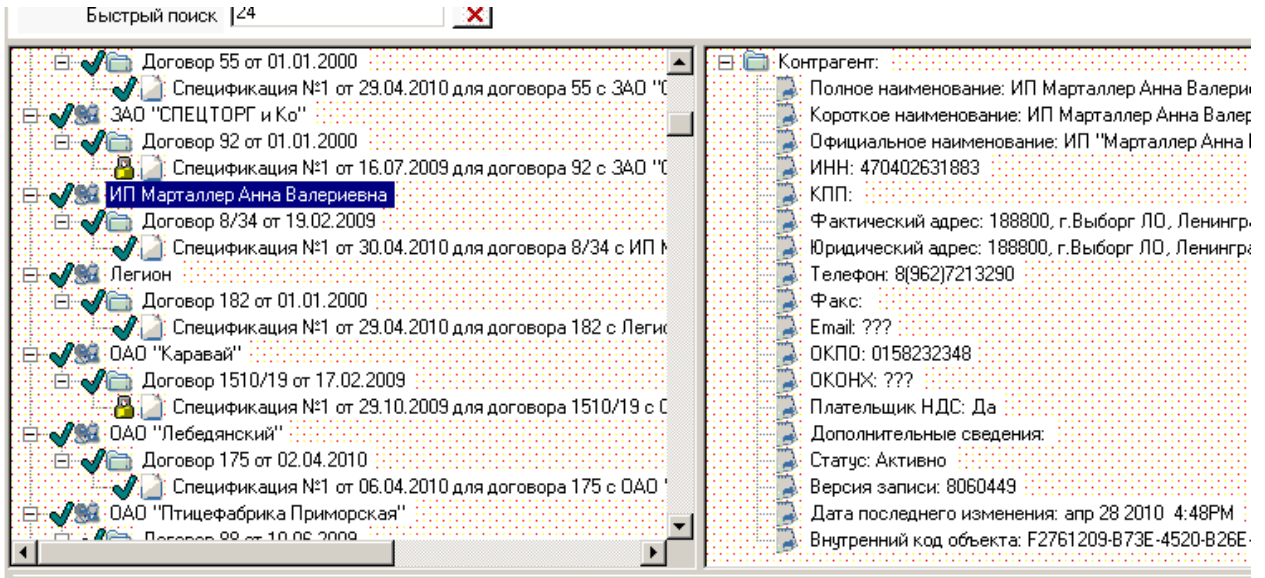 Быстрый поиск 24
Договор 55 от 01.01.2000
Спецификация №1 от 29.04.2010 для договора 55 с ЗАО "С
ЗАО "СПЕЦТОРГ и Ко"
Договор 92 от 01.01.2000
Спецификация №1 от 16.07.2009 для договора 92 с ЗАО "С
ИП Марталлер Анна Валериевна
Договор 8/34 от 19.02.2009
Спецификация №1 от 30.04.2010 для договора 8/34 с ИП М
Легион
Договор 182 от 01.01.2000
Спецификация №1 от 29.04.2010 для договора 182 с Легио
ОАО "Каравай"
Договор 1510/19 от 17.02.2009
Спецификация №1 от 29.10.2009 для договора 1510/19 с О
ОАО "Лебедянский"
Договор 175 от 02.04.2010
Спецификация №1 от 06.04.2010 для договора 175 с ОАО "
ОАО "Птицефабрика Приморская"
Договор 88 от 10.06.2009
Контрагент:
Полное наименование: ИП Марталлер Анна Валери
Короткое наименование: ИП Марталлер Анна Валер
Официальное наименование: ИП "Марталлер Анна
ИНН: 470402631883
КПП:
Фактический адрес: 188800, г.Выборг ЛО, Ленингра
Юридический адрес: 188800, г.Выборг ЛО, Ленингра
Телефон: 8(962)7213290
Факс:
Email: ???
ОКПО: 0158232348
ОКОНХ: ???
Плательщик НДС: Да
Дополнительные сведения:
Статус: Активно
Версия записи: 8060449
Дата последнего изменения: апр 28 2010 4:48PM
Внутренний код объекта: F2761209-B73E-4520-B26E-